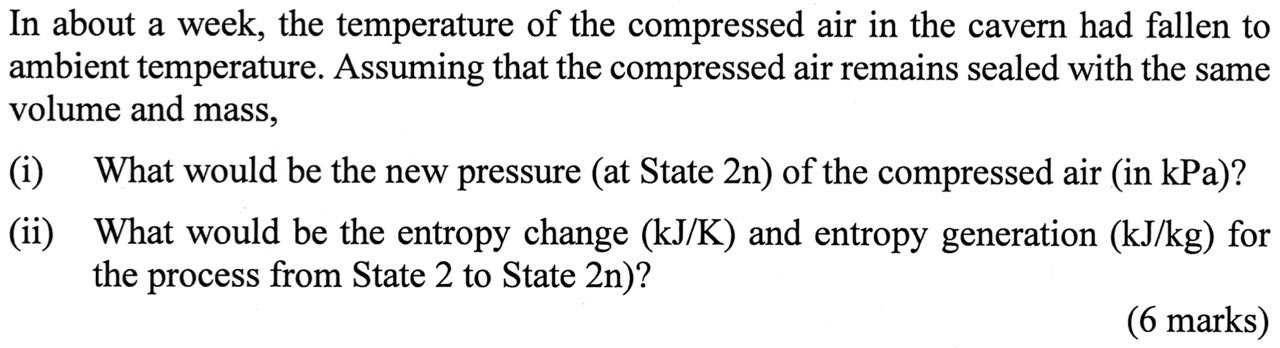 In about a week, the temperature of the compressed air in the cavern had fallen to
ambient temperature. Assuming that the compressed air remains sealed with the same
volume and mass,
(i) What would be the new pressure (at State 2n) of the compressed air (in kPa)?
(ii) What would be the entropy change (kJ/K) and entropy generation (kJ/kg) for
the process from State 2 to State 2n)?
(6 marks)